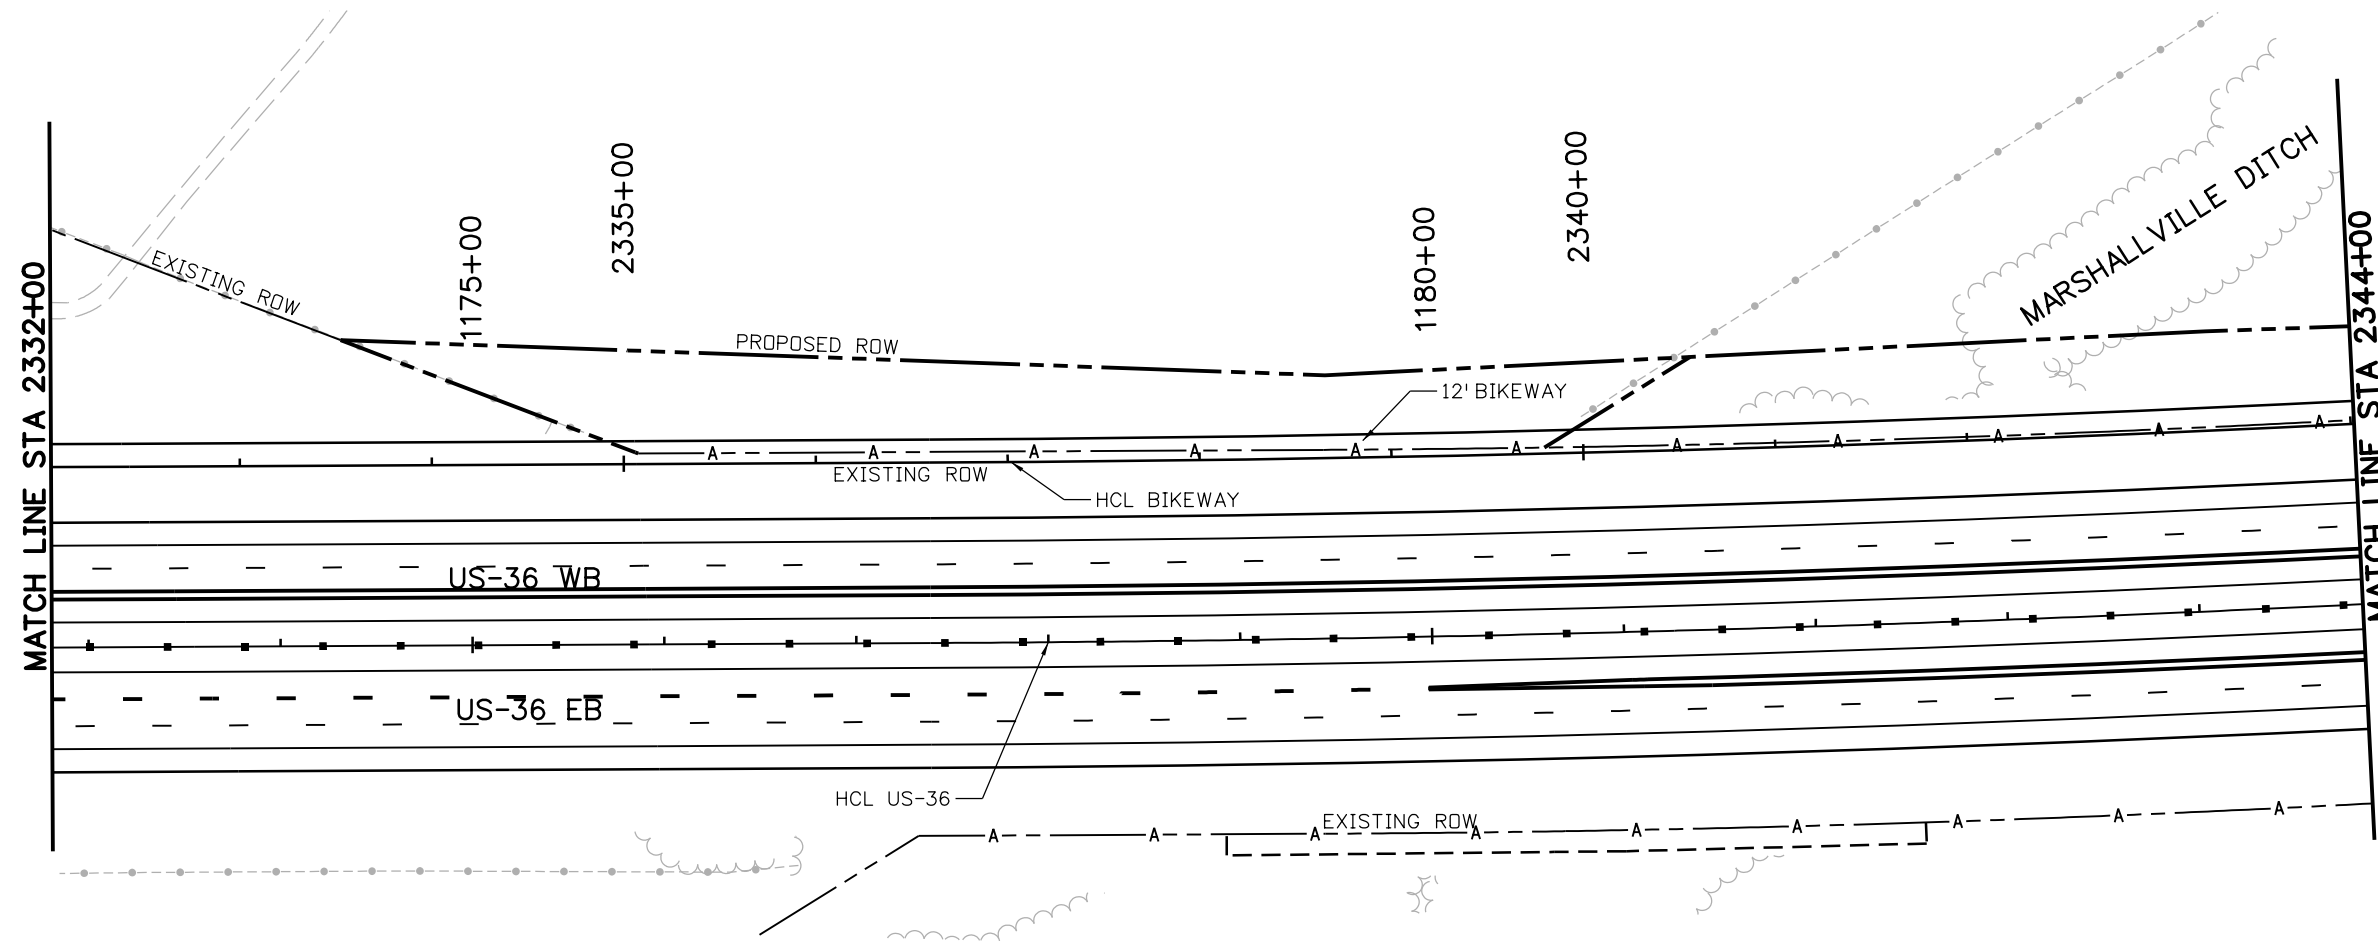 MATCH LINE STA 2332+00
EXISTING ROW
1175+00
2335+00
PROPOSED ROW
1180+00
2340+00
12' BIKEWAY
MARSHALLVILLE DITCH
MATCH LINE STA 2344+00
A A A A A A A A A A A
EXISTING ROW
HCL BIKEWAY
US-36 WB
US-36 EB
HCL US-36
EXISTING ROW
A A A A A A A A A